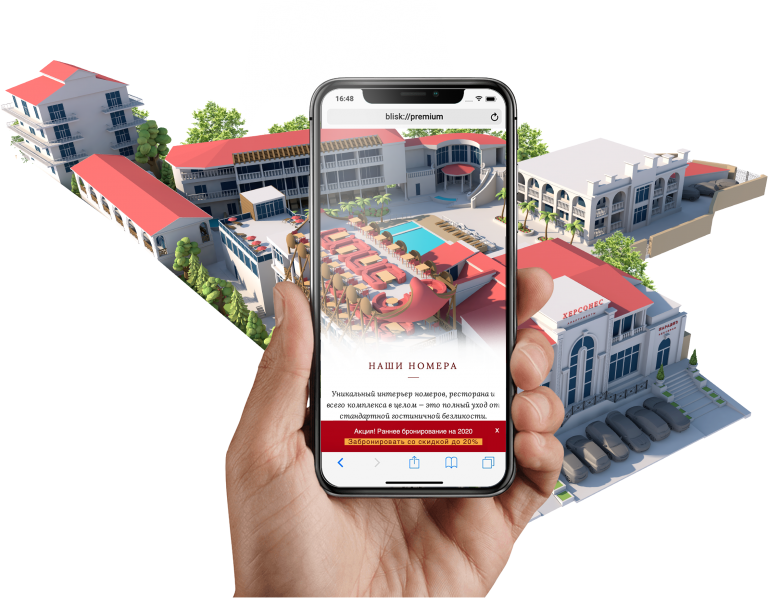 16:48
blisk://premium
ХЕРСОНЕС
НАШИ НОМЕРА
Уникальный интерьер номеров, ресторана и
всего комплекса в целом – это полный уход от
стандартной гостиничной безликости.
Акция! Раннее бронирование на 2020
x
Забронировать со скидкой до 20%